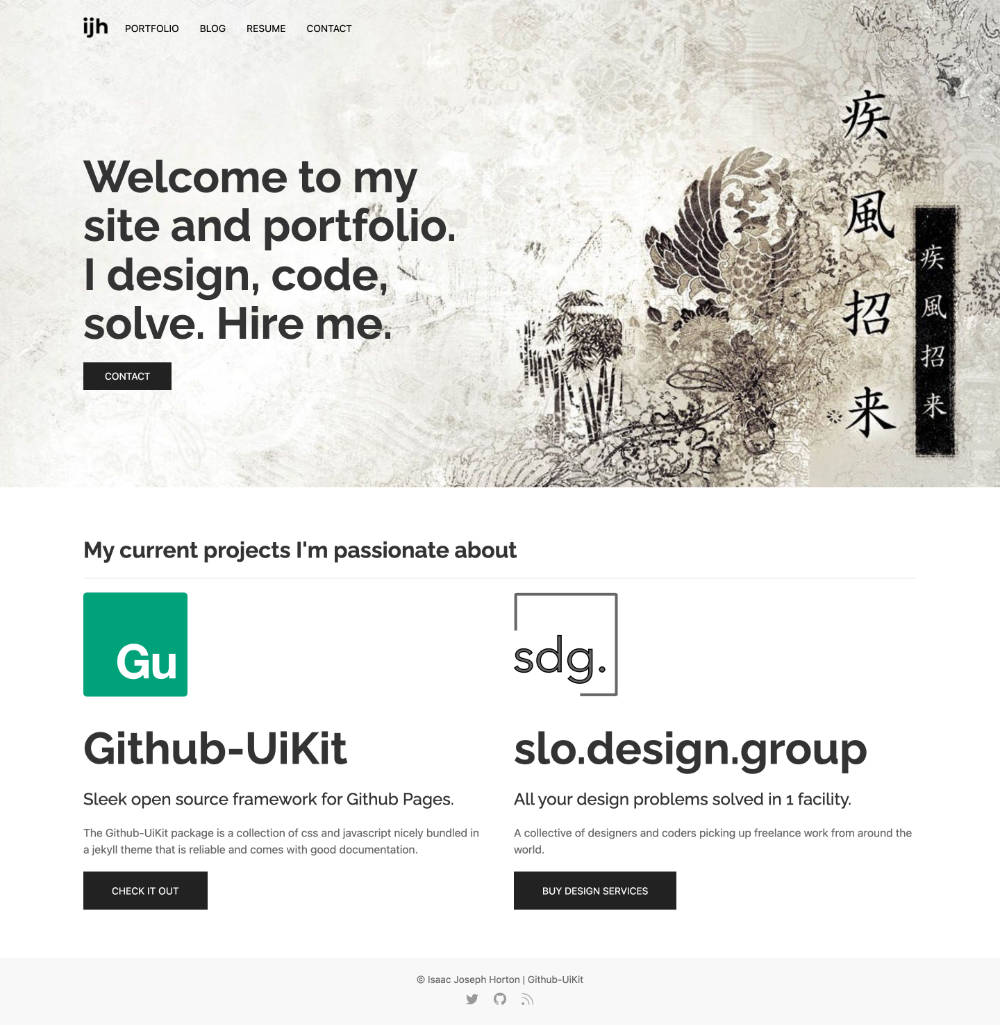 ijh
PORTFOLIO BLOG RESUME CONTACT
Welcome to my
site and portfolio.
I design, code,
solve. Hire me.
CONTACT
疾
風
招
来
疾
風
招
来
My current projects I'm passionate about
Gu
Github-UiKit
Sleek open source framework for Github Pages.
The Github-UiKit package is a collection of css and javascript nicely bundled in
a jekyll theme that is reliable and comes with good documentation.
CHECK IT OUT
sdg.
slo.design.group
All your design problems solved in 1 facility.
A collective of designers and coders picking up freelance work from around the
world.
BUY DESIGN SERVICES
© Isaac Joseph Horton | Github-UiKit